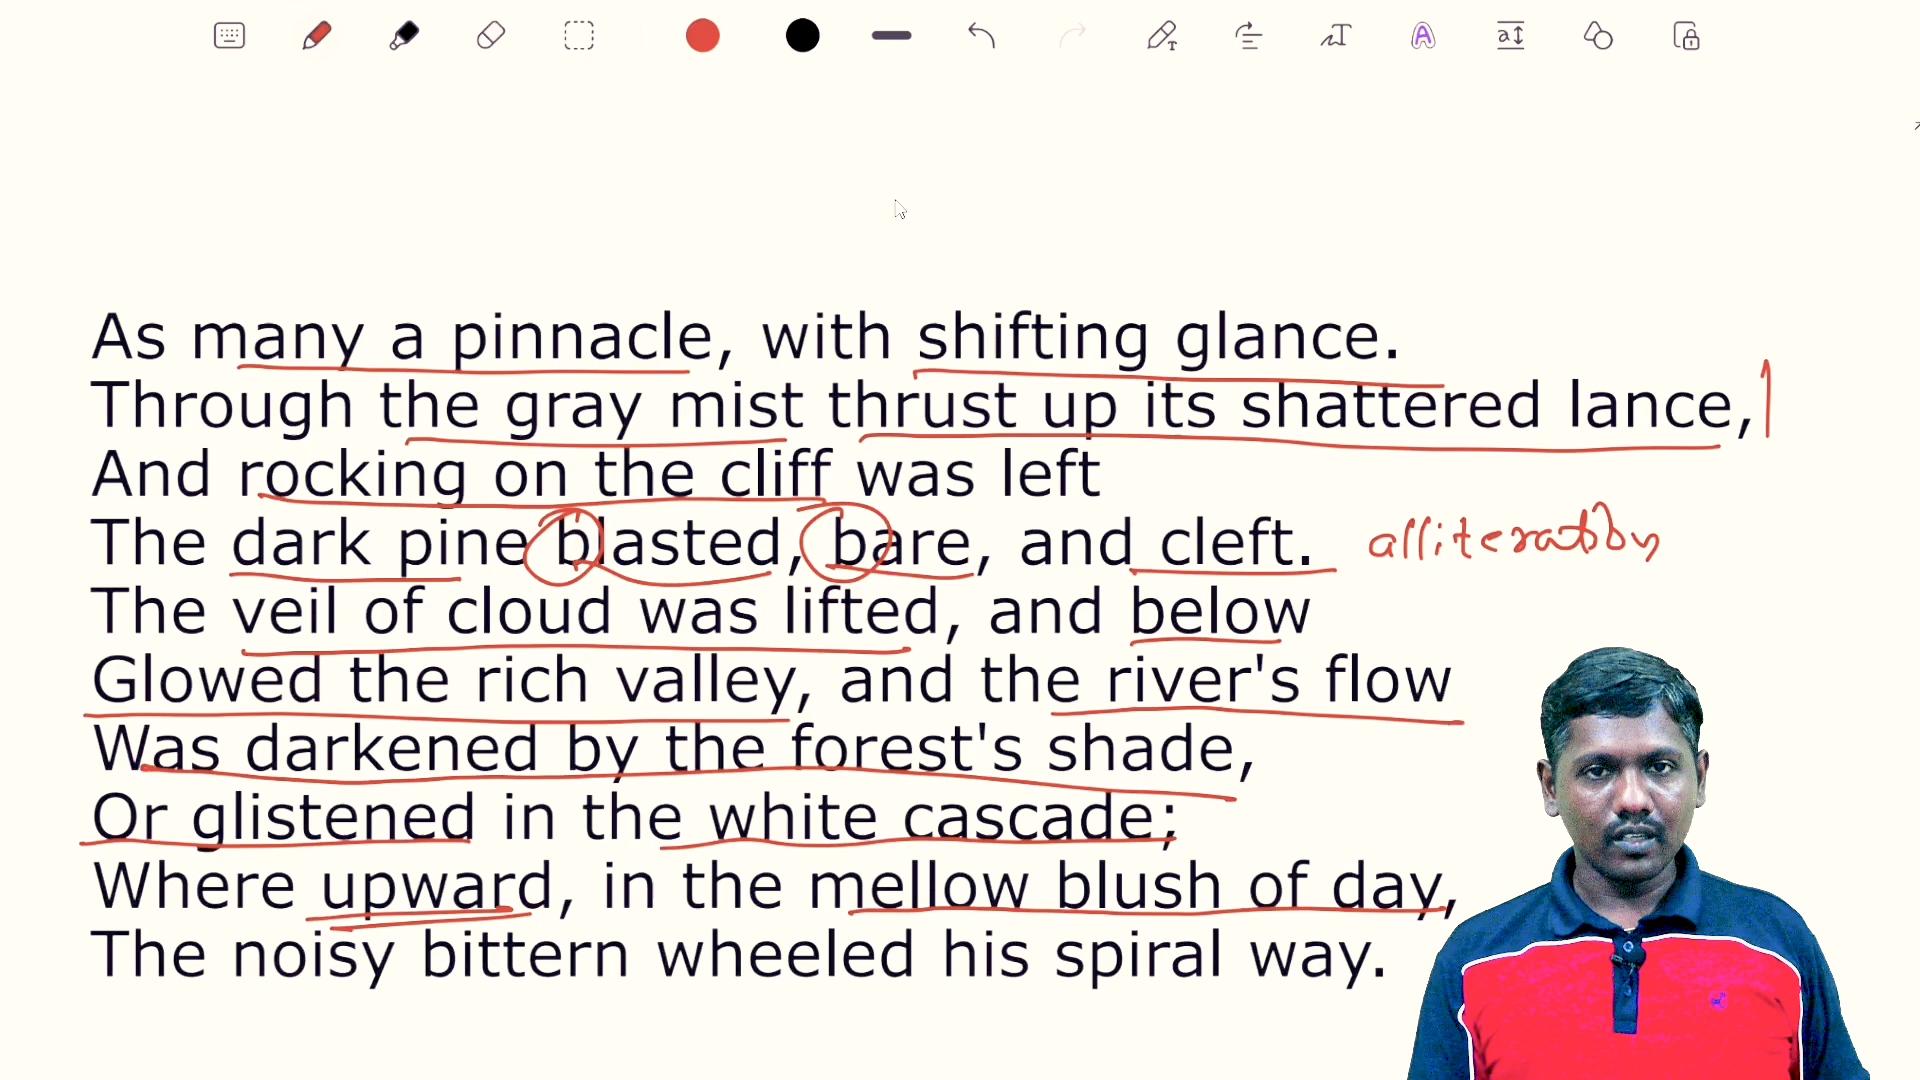 As many a pinnacle, with shifting glance.
Through the gray mist thrust up its shattered lance,
And rocking on the cliff was left
The dark pine blasted, bare, and cleft. alliteration
The veil of cloud was lifted, and below
Glowed the rich valley, and the river's flow
Was darkened by the forest's shade,
Or glistened in the white cascade;
Where upward, in the mellow blush of day,
The noisy bittern wheeled his spiral way.